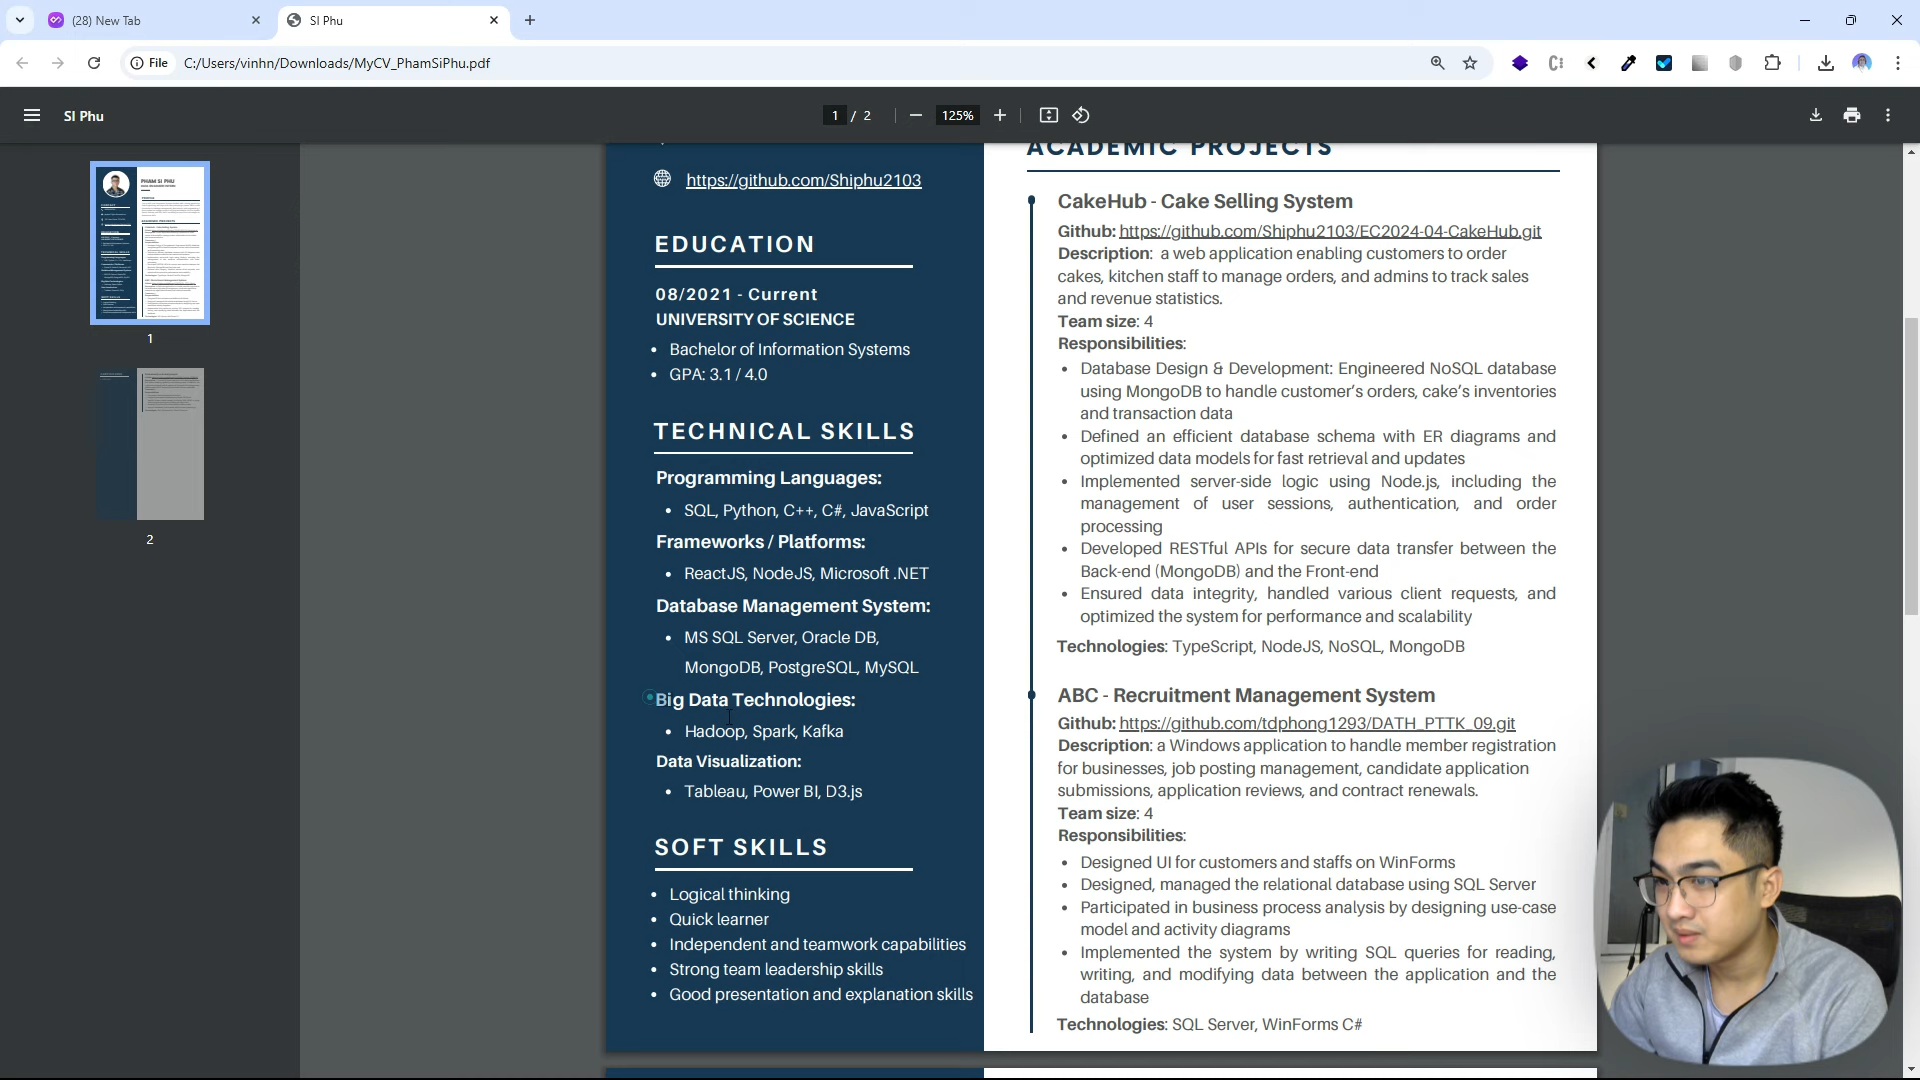 (28) New Tab
SI Phu
File
C:/Users/vinhn/Downloads/MyCV_PhamSiPhu.pdf
SI Phu
1 / 2
125%
1
2
https://github.com/Shiphu2103
EDUCATION
08/2021 - Current
UNIVERSITY OF SCIENCE
• Bachelor of Information Systems
• GPA: 3.1 / 4.0
TECHNICAL SKILLS
Programming Languages:
• SQL, Python, C++, C#, JavaScript
Frameworks / Platforms:
• ReactJS, NodeJS, Microsoft .NET
Database Management System:
• MS SQL Server, Oracle DB,
MongoDB, PostgreSQL, MySQL
Big Data Technologies:
• Hadoop, Spark, Kafka
Data Visualization:
• Tableau, Power BI, D3.js
SOFT SKILLS
• Logical thinking
• Quick learner
• Independent and teamwork capabilities
• Strong team leadership skills
• Good presentation and explanation skills
ACADEMIC PROJECTS
CakeHub - Cake Selling System
Github: https://github.com/Shiphu2103/EC2024-04-CakeHub.git
Description: a web application enabling customers to order
cakes, kitchen staff to manage orders, and admins to track sales
and revenue statistics.
Team size: 4
Responsibilities:
• Database Design & Development: Engineered NoSQL database
using MongoDB to handle customer's orders, cake's inventories
and transaction data
• Defined an efficient database schema with ER diagrams and
optimized data models for fast retrieval and updates
• Implemented server-side logic using Node.js, including the
management of user sessions, authentication, and order
processing
• Developed RESTful APIs for secure data transfer between the
Back-end (MongoDB) and the Front-end
• Ensured data integrity, handled various client requests, and
optimized the system for performance and scalability
Technologies: TypeScript, NodeJS, NoSQL, MongoDB
ABC - Recruitment Management System
Github: https://github.com/tdphong1293/DATH_PTTK_09.git
Description: a Windows application to handle member registration
for businesses, job posting management, candidate application
submissions, application reviews, and contract renewals.
Team size: 4
Responsibilities:
• Designed UI for customers and staffs on WinForms
• Designed, managed the relational database using SQL Server
• Participated in business process analysis by designing use-case
model and activity diagrams
• Implemented the system by writing SQL queries for reading,
writing, and modifying data between the application and the
database
Technologies: SQL Server, WinForms C#